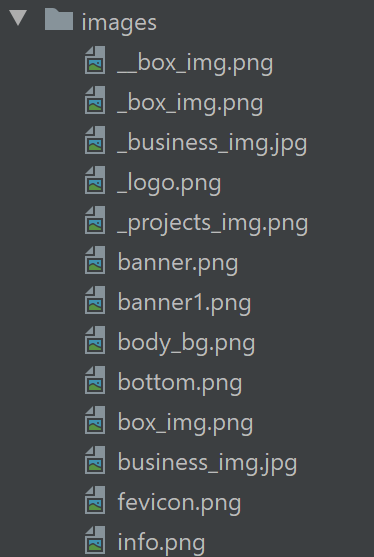 images
__box_img.png
_box_img.png
_business_img.jpg
_logo.png
_projects_img.png
banner.png
banner1.png
body_bg.png
bottom.png
box_img.png
business_img.jpg
fevicon.png
info.png